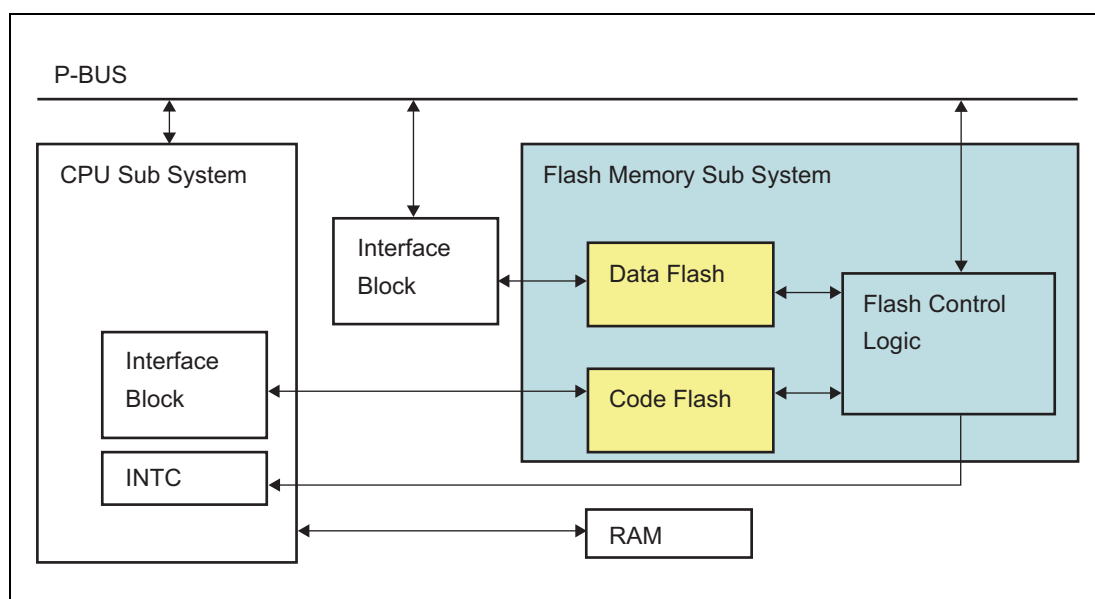 P-BUS
CPU Sub System
Flash Memory Sub System
Interface
Block
Data Flash
Flash Control
Logic
Interface
Block
Code Flash
INTC
RAM